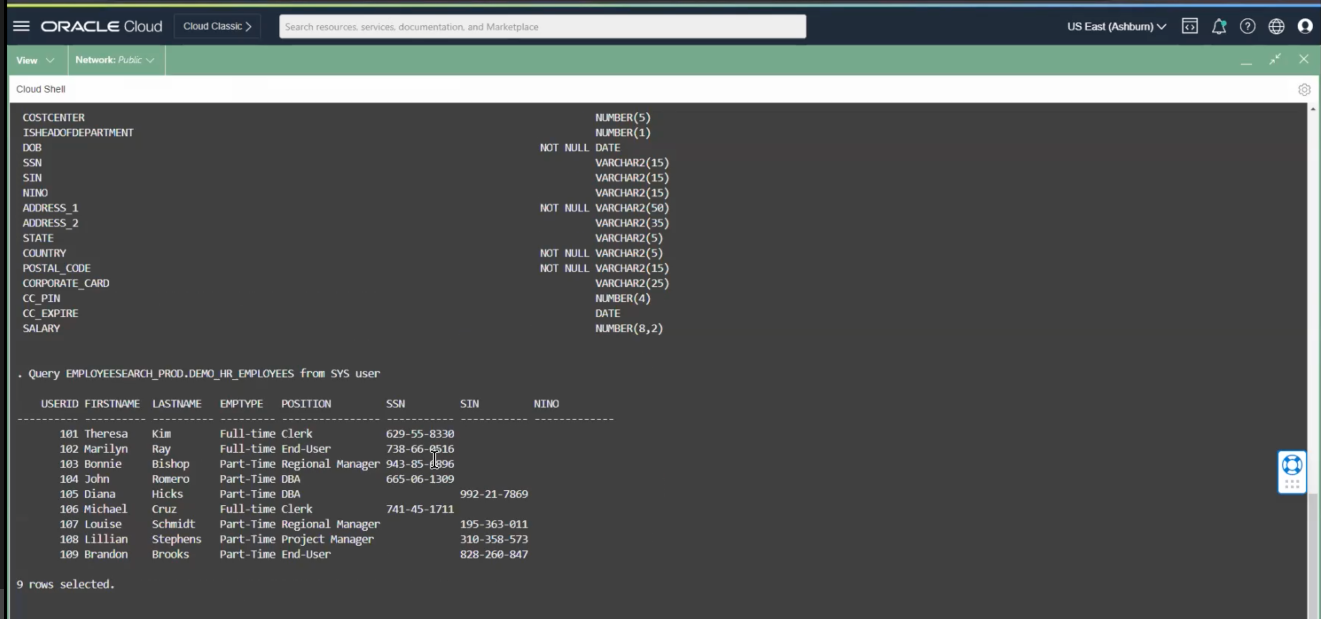 ORACLE Cloud Cloud Classic > Search resources, services, documentation, and Marketplace US East (Ashburn)
View Network: Public
Cloud Shell
COSTCENTER NUMBER(5)
ISHEADOFDEPARTMENT NUMBER(1)
DOB NOT NULL DATE
SSN VARCHAR2(15)
SIN VARCHAR2(15)
NINO VARCHAR2(15)
ADDRESS_1 NOT NULL VARCHAR2(50)
ADDRESS_2 VARCHAR2(35)
STATE VARCHAR2(5)
COUNTRY NOT NULL VARCHAR2(5)
POSTAL_CODE NOT NULL VARCHAR2(15)
CORPORATE_CARD VARCHAR2(25)
CC_PIN NUMBER(4)
CC_EXPIRE DATE
SALARY NUMBER(8,2)
. Query EMPLOYEESEARCH_PROD.DEMO_HR_EMPLOYEES from SYS user
USERID FIRSTNAME LASTNAME EMPTYPE POSITION SSN SIN NINO
---------- ---------- ---------- --------- ---------------- ----------- ----------- -------------
101 Theresa Kim Full-time Clerk 629-55-8330
102 Marilyn Ray Full-time End-User
103 Bonnie Bishop Part-Time Regional Manager
104 John Romero Part-Time DBA 665-06-1309
105 Diana Hicks Part-Time DBA 992-21-7869
106 Michael Cruz Full-time Clerk 741-45-1711
107 Louise Schmidt Part-Time Regional Manager 195-363-011
108 Lillian Stephens Part-Time Project Manager 310-358-573
109 Brandon Brooks Part-Time End-User 828-260-847
9 rows selected.